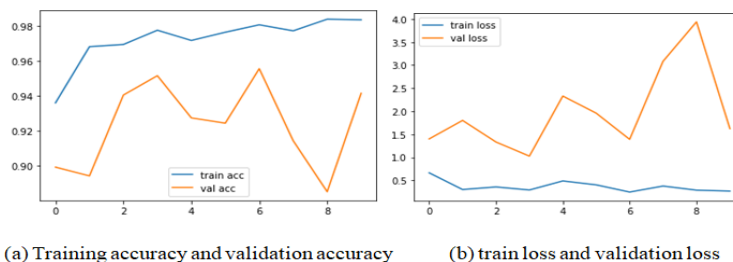 0.98
0.96
0.94
0.92
0.90
train acc
val acc
0 2 4 6 8
(a) Training accuracy and validation accuracy
4.0
3.5
3.0
2.5
2.0
1.5
1.0
0.5
train loss
val loss
0 2 4 6 8
(b) train loss and validation loss